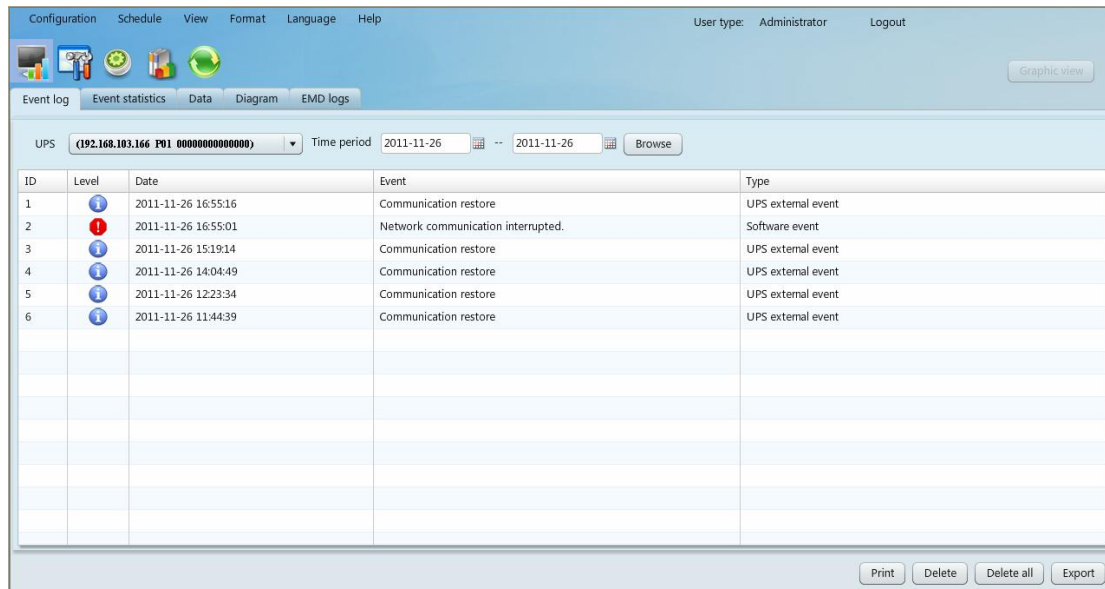 Configuration Schedule View Format Language Help User type: Administrator Logout
Graphic view
Event log Event statistics Data Diagram EMD logs
UPS (192.168.103.166 P01 00000000000000) Time period 2011-11-26 -- 2011-11-26 Browse
ID Level Date Event Type
1 2011-11-26 16:55:16 Communication restore UPS external event
2 2011-11-26 16:55:01 Network communication interrupted. Software event
3 2011-11-26 15:19:14 Communication restore UPS external event
4 2011-11-26 14:04:49 Communication restore UPS external event
5 2011-11-26 12:23:34 Communication restore UPS external event
6 2011-11-26 11:44:39 Communication restore UPS external event
Print Delete Delete all Export